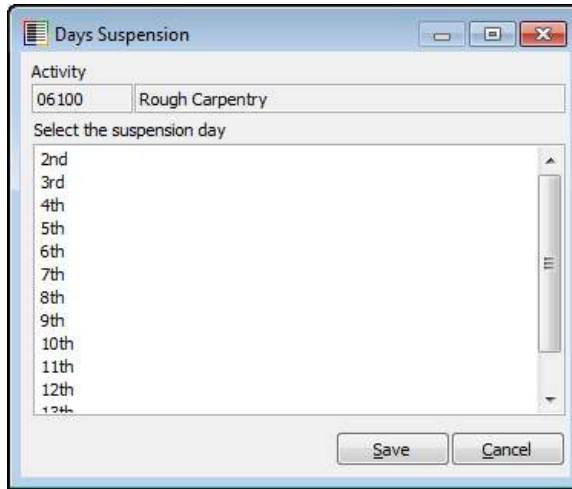 Days Suspension
Activity
06100 Rough Carpentry
Select the suspension day
2nd
3rd
4th
5th
6th
7th
8th
9th
10th
11th
12th
13th
Save Cancel